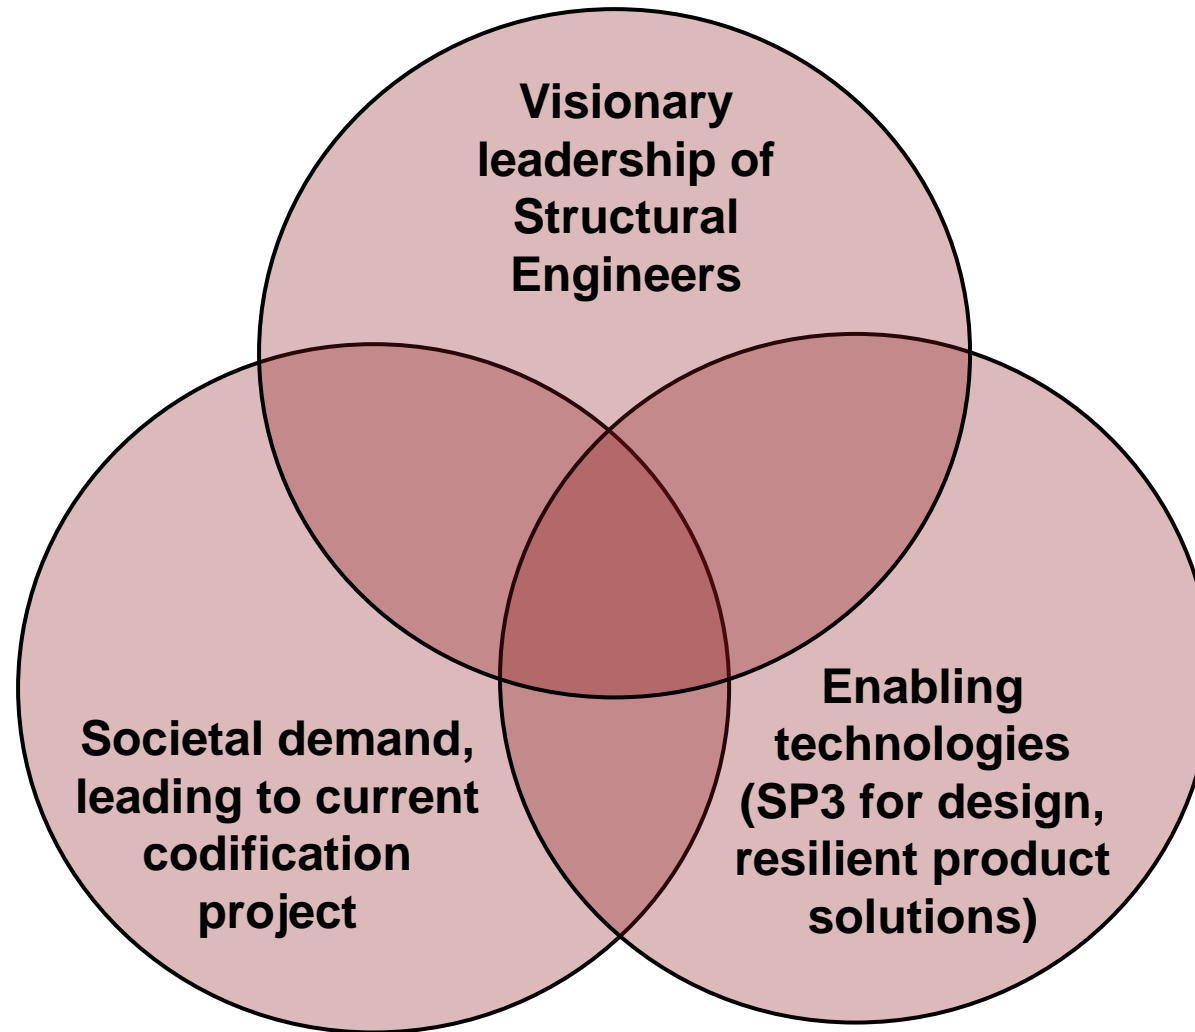 Visionary
leadership of
Structural
Engineers
Societal demand,
leading to current
codification
project
Enabling
technologies
(SP3 for design,
resilient product
solutions)